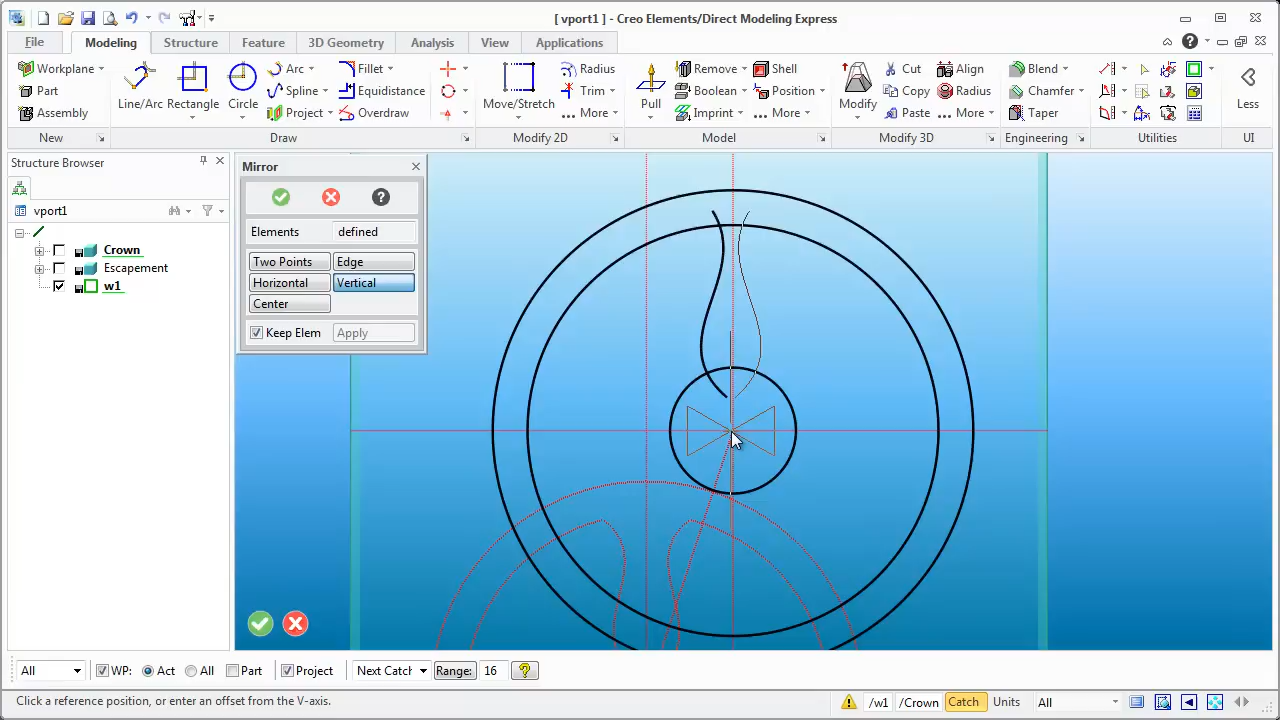 [ vport1 ] - Creo Elements/Direct Modeling Express
File Modeling Structure Feature 3D Geometry Analysis View Applications
Workplane Line/Arc Rectangle Circle Arc Fillet Move/Stretch Radius Pull Remove Shell Modify Cut Align Blend Less
Part Spline Equidistance Trim Boolean Position Copy Radius Chamfer
Assembly Project Overdraw ... More Imprint ... More Paste ... More Taper
New Draw Modify 2D Model Modify 3D Engineering Utilities UI
Structure Browser
vport1
Crown
Escapement
w1
Mirror
Elements defined
Two Points Edge
Horizontal Vertical
Center
Keep Elem Apply
All WP: Act All Part Project Next Catch Range: 16
Click a reference position, or enter an offset from the V-axis. /w1 /Crown Catch Units All